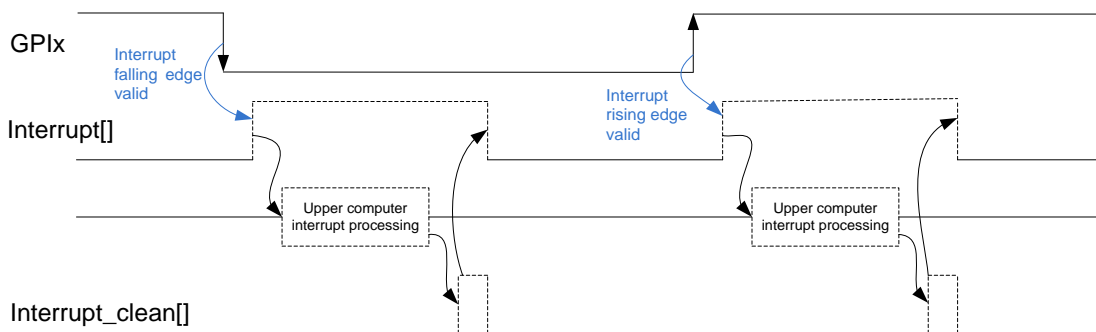 GPIx
Interrupt
falling edge
valid
Interrupt
rising edge
valid
Interrupt[]
Upper computer
interrupt processing
Upper computer
interrupt processing
Interrupt_clean[]